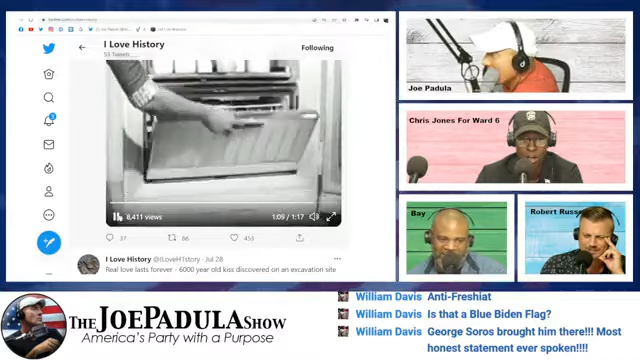 I Love History
53 Tweets
Following
8,411 views
1:09 / 1:17
37
86
453
I Love History @ILoveH1story · Jul 28
Real love lasts forever - 6000 year old kiss discovered on an excavation site
Joe Padula
Chris Jones For Ward 6
Bay
Robert Russ
THE JOEPADULA SHOW
America's Party with a Purpose
William Davis Anti-Freshiat
William Davis Is that a Blue Biden Flag?
William Davis George Soros brought him there!!! Most
honest statement ever spoken!!!!